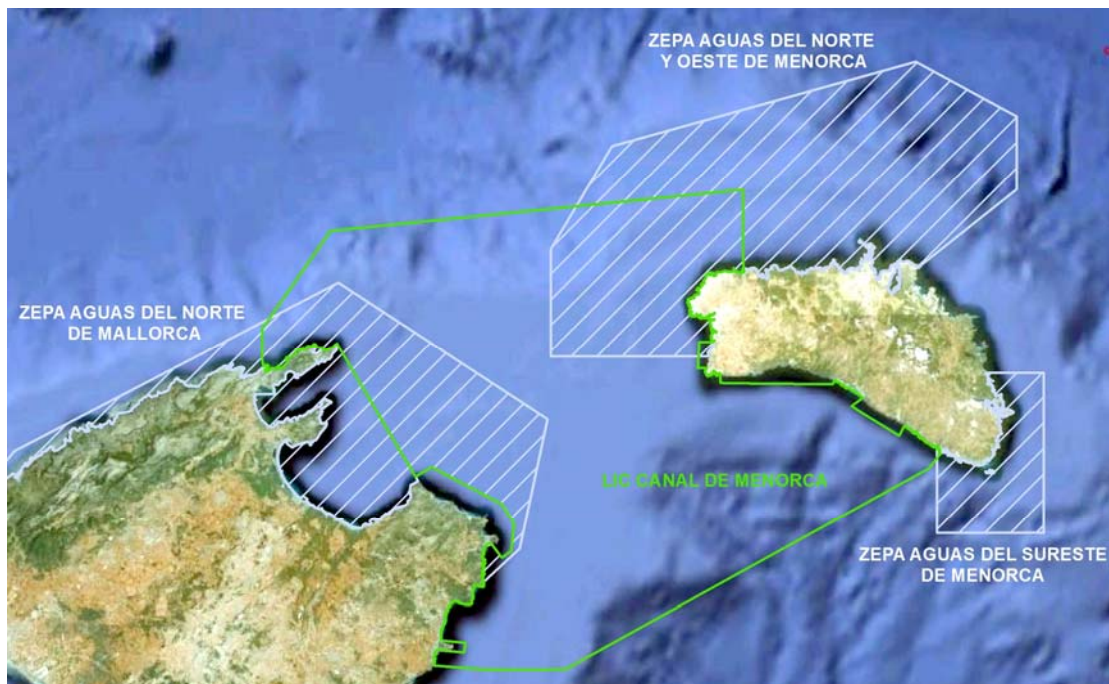 ZEPA AGUAS DEL NORTE
Y OESTE DE MENORCA
ZEPA AGUAS DEL NORTE
DE MALLORCA
LIC CANAL DE MENORCA
ZEPA AGUAS DEL SURESTE
DE MENORCA